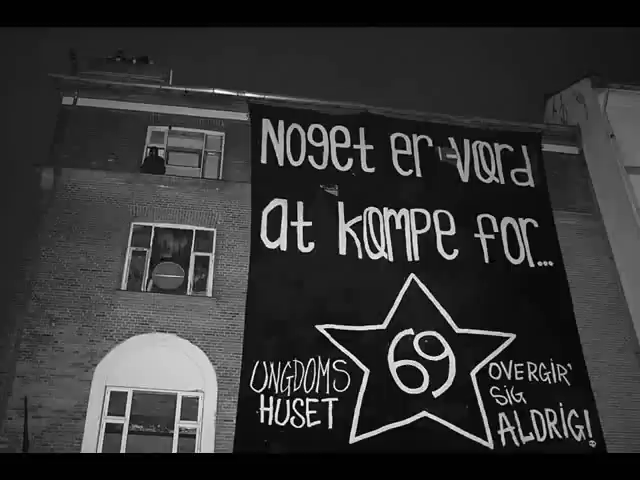 Noget er værd
at kæmpe for...
69
UNGDOMS
HUSET
OVERGIR'
SIG
ALDRIG!